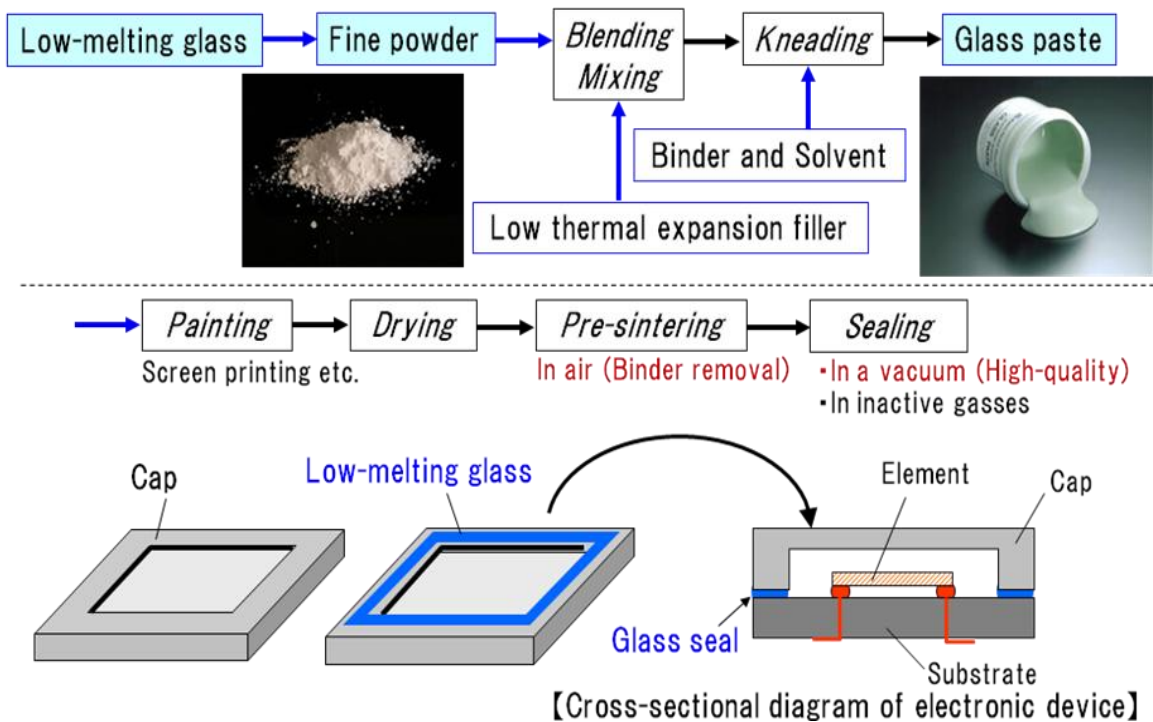 Low-melting glass
Fine powder
Blending
Mixing
Kneading
Glass paste
Binder and Solvent
Low thermal expansion filler
Painting
Drying
Pre-sintering
Sealing
Screen printing etc.
In air (Binder removal)
・In a vacuum (High-quality)
・In inactive gasses
Cap
Low-melting glass
Element
Cap
Glass seal
Substrate
【Cross-sectional diagram of electronic device】